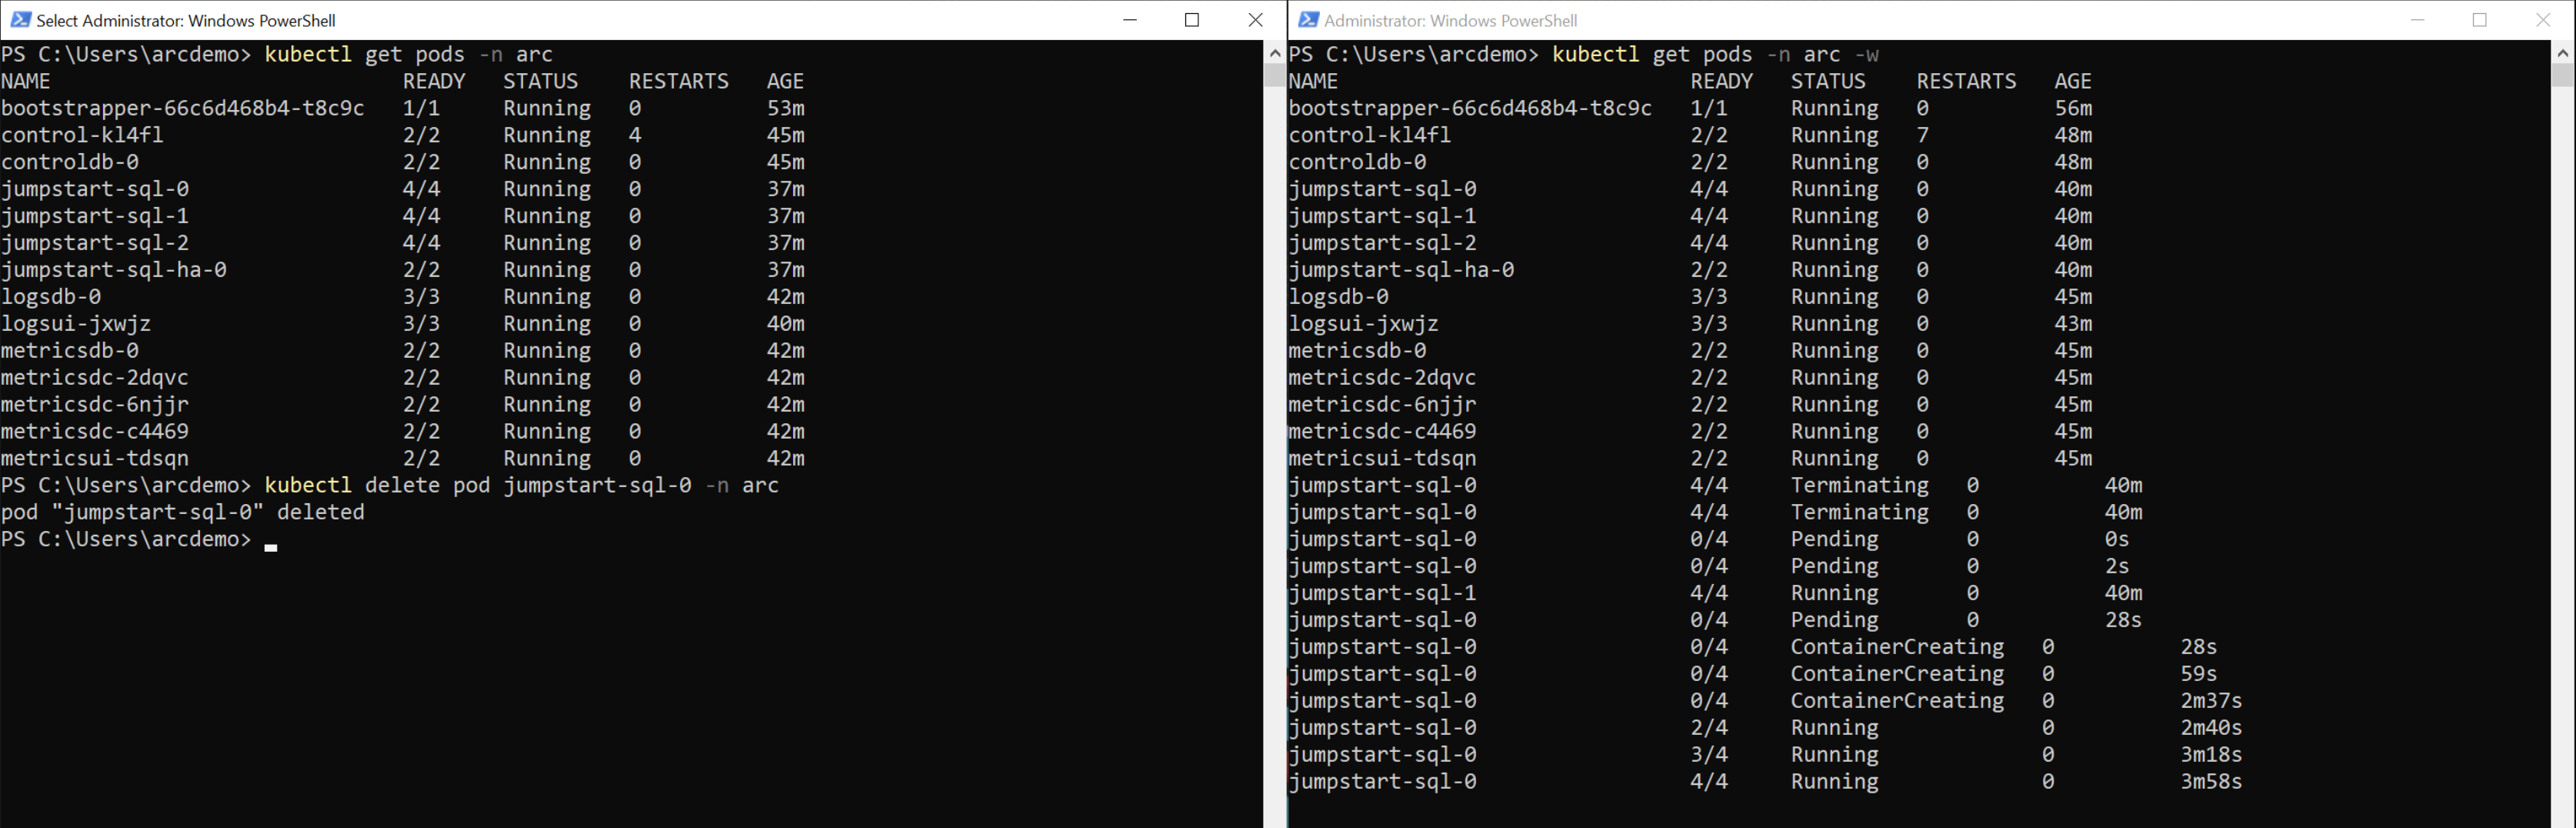 Select Administrator: Windows PowerShell
PS C:\Users\arcdemo> kubectl get pods -n arc
NAME READY STATUS RESTARTS AGE
bootstrapper-66c6d468b4-t8c9c 1/1 Running 0 53m
control-kl4fl 2/2 Running 4 45m
controldb-0 2/2 Running 0 45m
jumpstart-sql-0 4/4 Running 0 37m
jumpstart-sql-1 4/4 Running 0 37m
jumpstart-sql-2 4/4 Running 0 37m
jumpstart-sql-ha-0 2/2 Running 0 37m
logsdb-0 3/3 Running 0 42m
logsui-jxwjz 3/3 Running 0 40m
metricsdb-0 2/2 Running 0 42m
metricsdc-2dqvc 2/2 Running 0 42m
metricsdc-6njjr 2/2 Running 0 42m
metricsdc-c4469 2/2 Running 0 42m
metricsui-tdsqn 2/2 Running 0 42m
PS C:\Users\arcdemo> kubectl delete pod jumpstart-sql-0 -n arc
pod "jumpstart-sql-0" deleted
PS C:\Users\arcdemo>
Administrator: Windows PowerShell
PS C:\Users\arcdemo> kubectl get pods -n arc -w
NAME READY STATUS RESTARTS AGE
bootstrapper-66c6d468b4-t8c9c 1/1 Running 0 56m
control-kl4fl 2/2 Running 7 48m
controldb-0 2/2 Running 0 48m
jumpstart-sql-0 4/4 Running 0 40m
jumpstart-sql-1 4/4 Running 0 40m
jumpstart-sql-2 4/4 Running 0 40m
jumpstart-sql-ha-0 2/2 Running 0 40m
logsdb-0 3/3 Running 0 45m
logsui-jxwjz 3/3 Running 0 43m
metricsdb-0 2/2 Running 0 45m
metricsdc-2dqvc 2/2 Running 0 45m
metricsdc-6njjr 2/2 Running 0 45m
metricsdc-c4469 2/2 Running 0 45m
metricsui-tdsqn 2/2 Running 0 45m
jumpstart-sql-0 4/4 Terminating 0 40m
jumpstart-sql-0 4/4 Terminating 0 40m
jumpstart-sql-0 0/4 Pending 0 0s
jumpstart-sql-0 0/4 Pending 0 2s
jumpstart-sql-1 4/4 Running 0 40m
jumpstart-sql-0 0/4 Pending 0 28s
jumpstart-sql-0 0/4 ContainerCreating 0 28s
jumpstart-sql-0 0/4 ContainerCreating 0 59s
jumpstart-sql-0 0/4 ContainerCreating 0 2m37s
jumpstart-sql-0 2/4 Running 0 2m40s
jumpstart-sql-0 3/4 Running 0 3m18s
jumpstart-sql-0 4/4 Running 0 3m58s